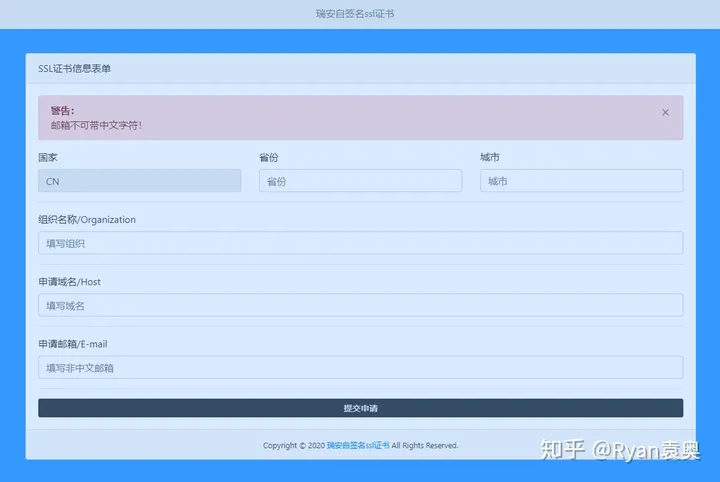 瑞安自签名ssl证书
SSL证书信息表单
警告：
邮箱不可带中文字符！
×
国家
省份
城市
CN
省份
城市
组织名称/Organization
填写组织
申请域名/Host
填写域名
申请邮箱/E-mail
填写非中文邮箱
提交申请
Copyright © 2020 瑞安自签名ssl证书 All Rights Reserved.
知乎 @Ryan袁奥